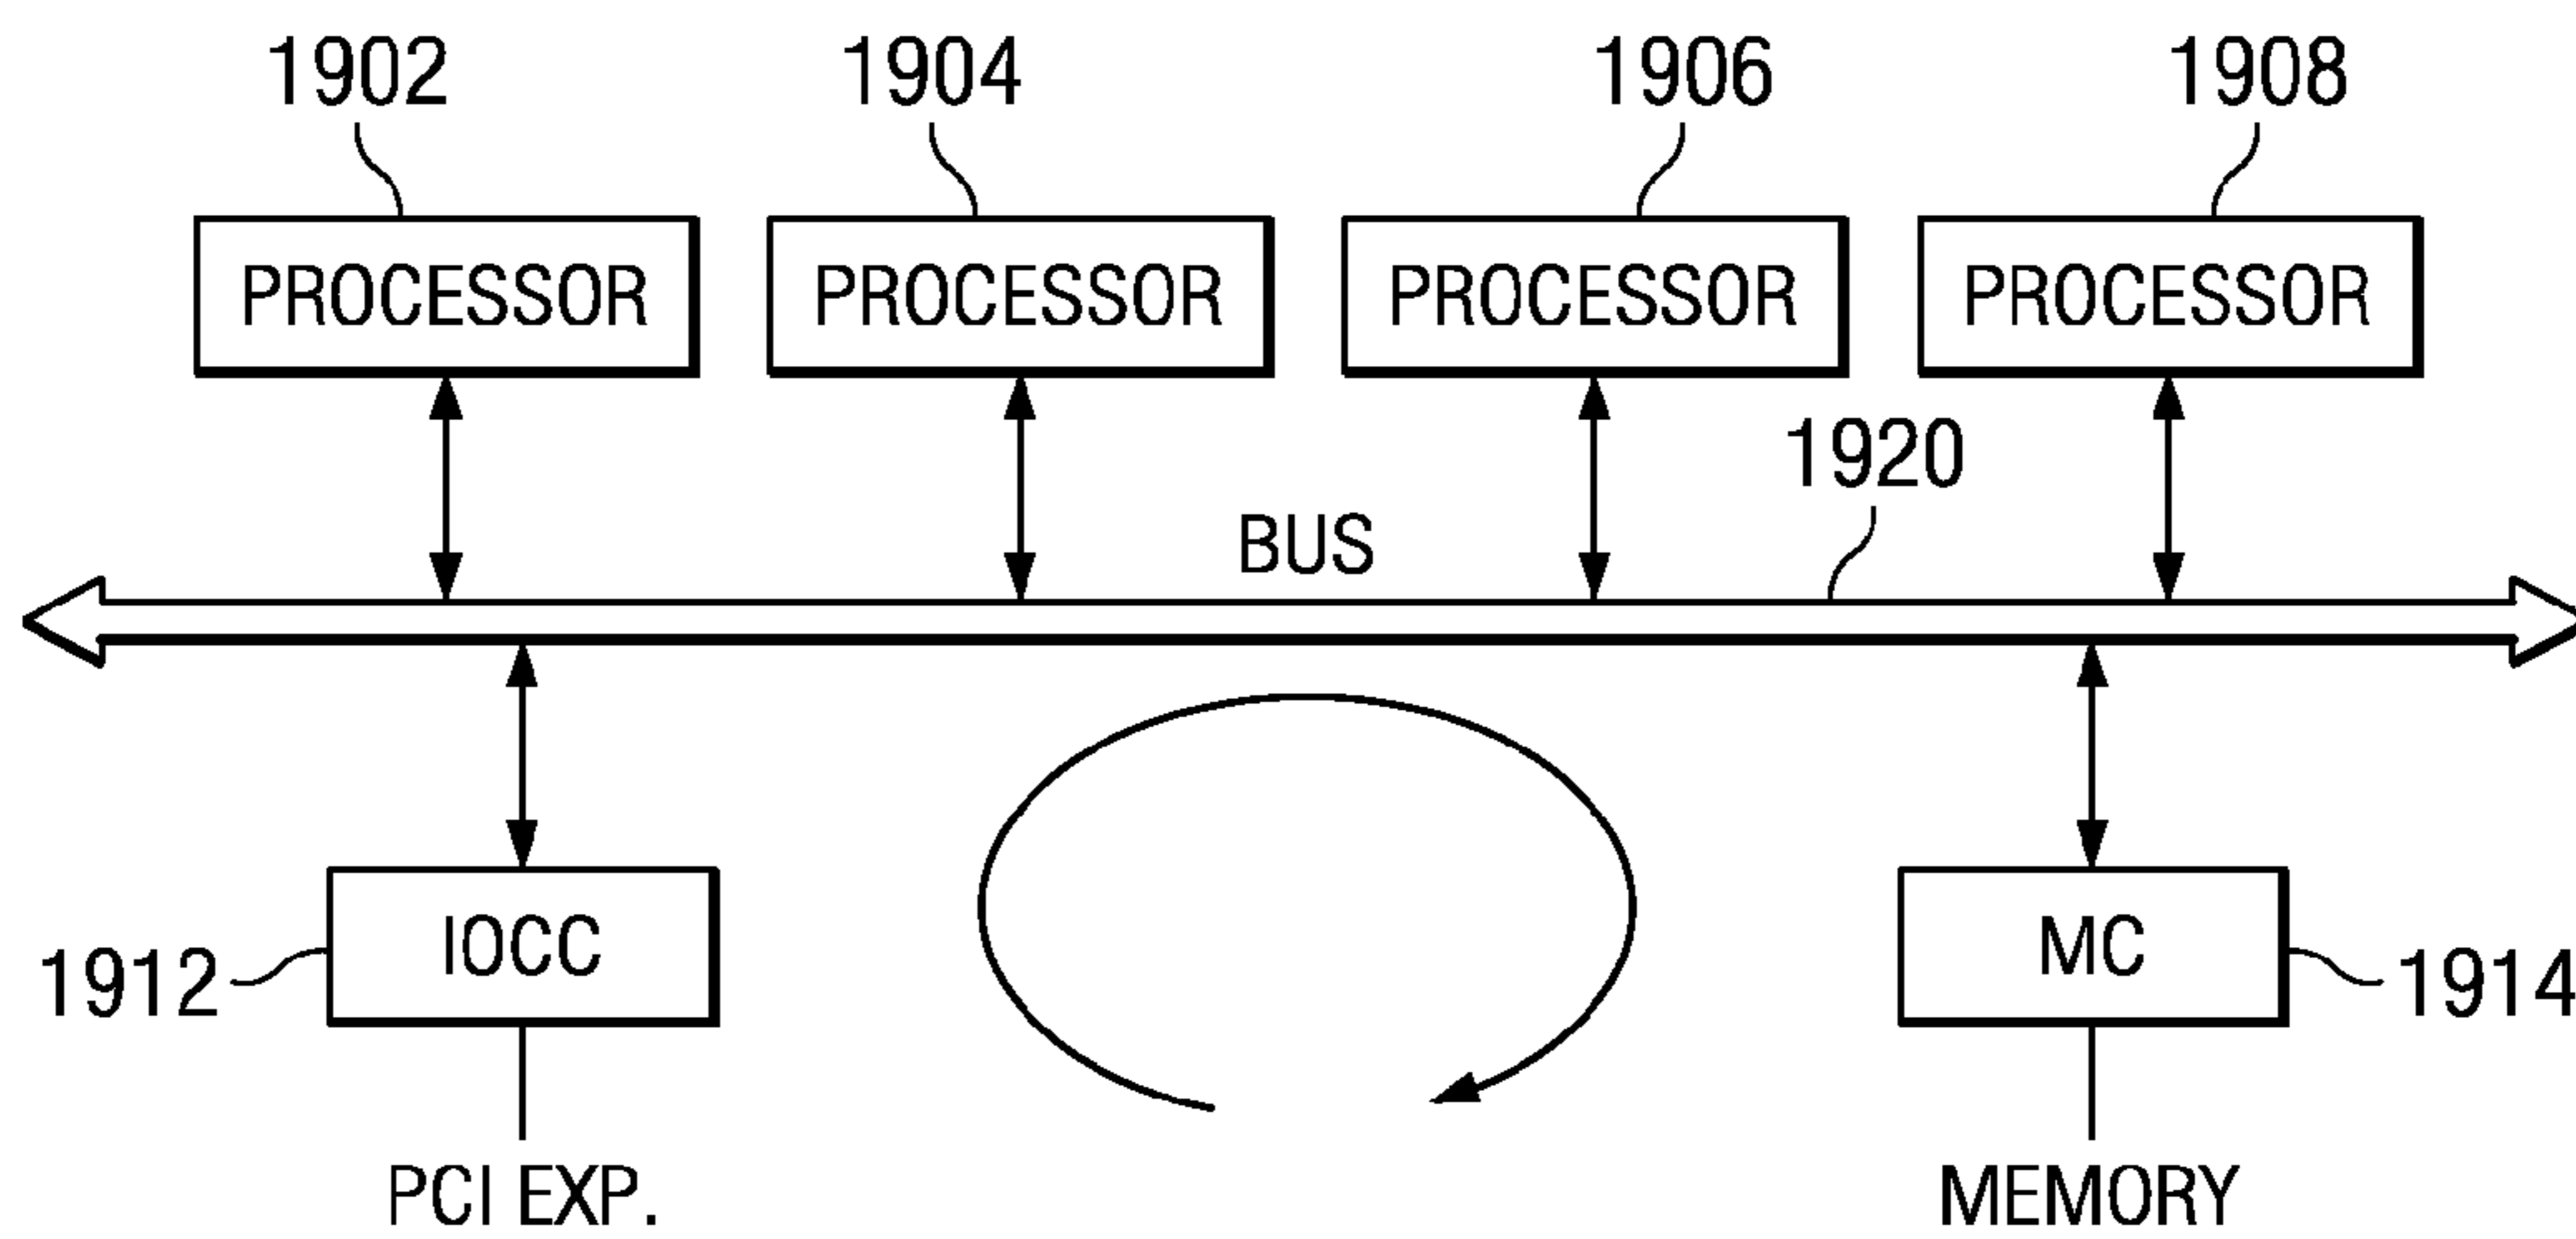 1902 1904 1906 1908
PROCESSOR PROCESSOR PROCESSOR PROCESSOR
1920
BUS
IOCC MC
1912 1914
PCI EXP. MEMORY